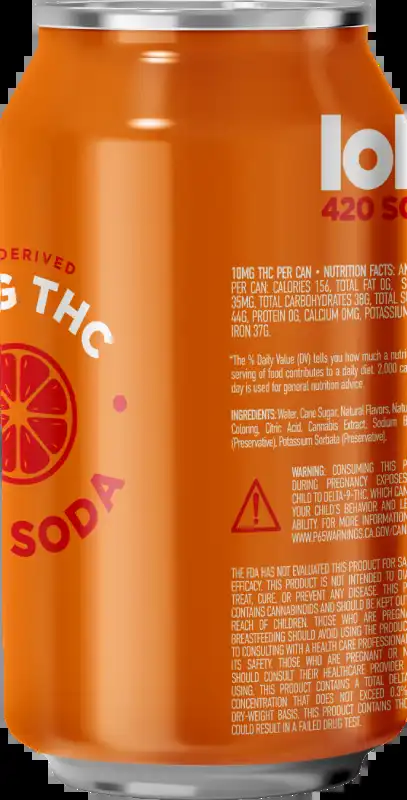 DERIVED
G THC
SODA
lol
420 SO
10MG THC PER CAN • NUTRITION FACTS: AM
PER CAN: CALORIES 156, TOTAL FAT 0G, S
35MG, TOTAL CARBOHYDRATES 38G, TOTAL S
44G, PROTEIN 0G, CALCIUM 0MG, POTASSIUM
IRON 37G.
*The % Daily Value (DV) tells you how much a nutri
serving of food contributes to a daily diet. 2,000 ca
day is used for general nutrition advice.
INGREDIENTS: Water, Cane Sugar, Natural Flavors, Natu
Coloring, Citric Acid, Cannabis Extract, Sodium B
(Preservative), Potassium Sorbate (Preservative).
WARNING: CONSUMING THIS P
DURING PREGNANCY EXPOSES
CHILD TO DELTA-9-THC, WHICH CAN
YOUR CHILD'S BEHAVIOR AND LE
ABILITY. FOR MORE INFORMATION
WWW.P65WARNINGS.CA.GOV/CAN
THE FDA HAS NOT EVALUATED THIS PRODUCT FOR SA
EFFICACY. THIS PRODUCT IS NOT INTENDED TO DI
TREAT, CURE, OR PREVENT ANY DISEASE. THIS P
CONTAINS CANNABINOIDS AND SHOULD BE KEPT OUT
REACH OF CHILDREN. THOSE WHO ARE PREGN
BREASTFEEDING SHOULD AVOID USING THE PRODUC
TO CONSULTING WITH A HEALTH CARE PROFESSIONA
ITS SAFETY. THOSE WHO ARE PREGNANT OR N
SHOULD CONSULT THEIR HEALTHCARE PROVIDER
USING. THIS PRODUCT CONTAINS A TOTAL DELTA
CONCENTRATION THAT DOES NOT EXCEED 0.3%
DRY-WEIGHT BASIS. THIS PRODUCT CONTAINS THC
COULD RESULT IN A FAILED DRUG TEST.